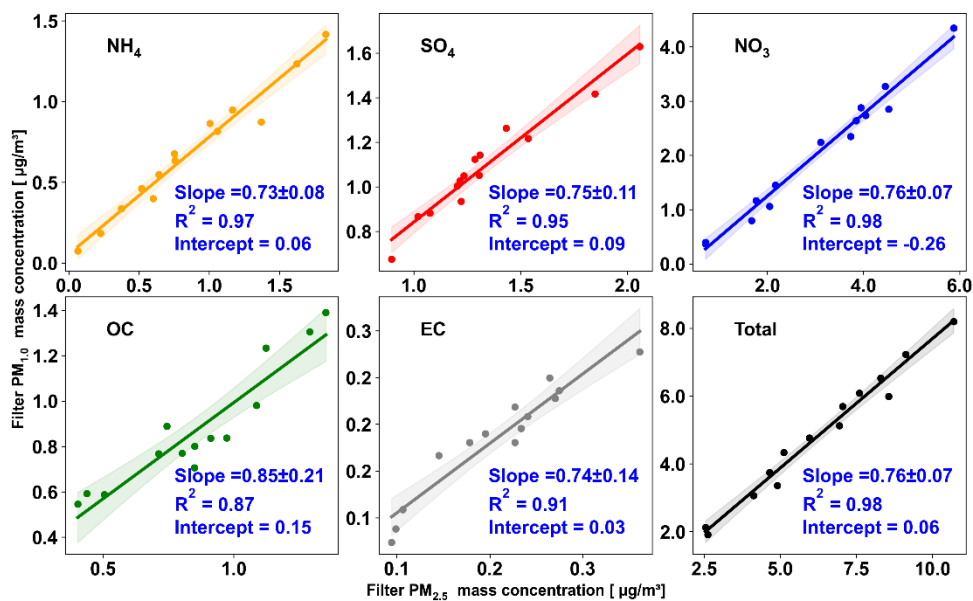 Filter PM1.0 mass concentration [ µg/m³]
NH4
1.5
1.0
0.5
0.0
Slope =0.73±0.08
R2 = 0.97
Intercept = 0.06
0.0 0.5 1.0 1.5
SO4
1.6
1.4
1.2
1.0
0.8
Slope =0.75±0.11
R2 = 0.95
Intercept = 0.09
1.0 1.5 2.0
NO3
4.0
3.0
2.0
1.0
0.0
Slope =0.76±0.07
R2 = 0.98
Intercept = -0.26
2.0 4.0 6.0
OC
1.4
1.2
1.0
0.8
0.6
0.4
Slope =0.85±0.21
R2 = 0.87
Intercept = 0.15
0.5 1.0
EC
0.3
0.2
0.2
0.2
0.1
Slope =0.74±0.14
R2 = 0.91
Intercept = 0.03
0.1 0.2 0.3
Total
8.0
6.0
4.0
2.0
Slope =0.76±0.07
R2 = 0.98
Intercept = 0.06
2.5 5.0 7.5 10.0
Filter PM2.5 mass concentration [ µg/m³]